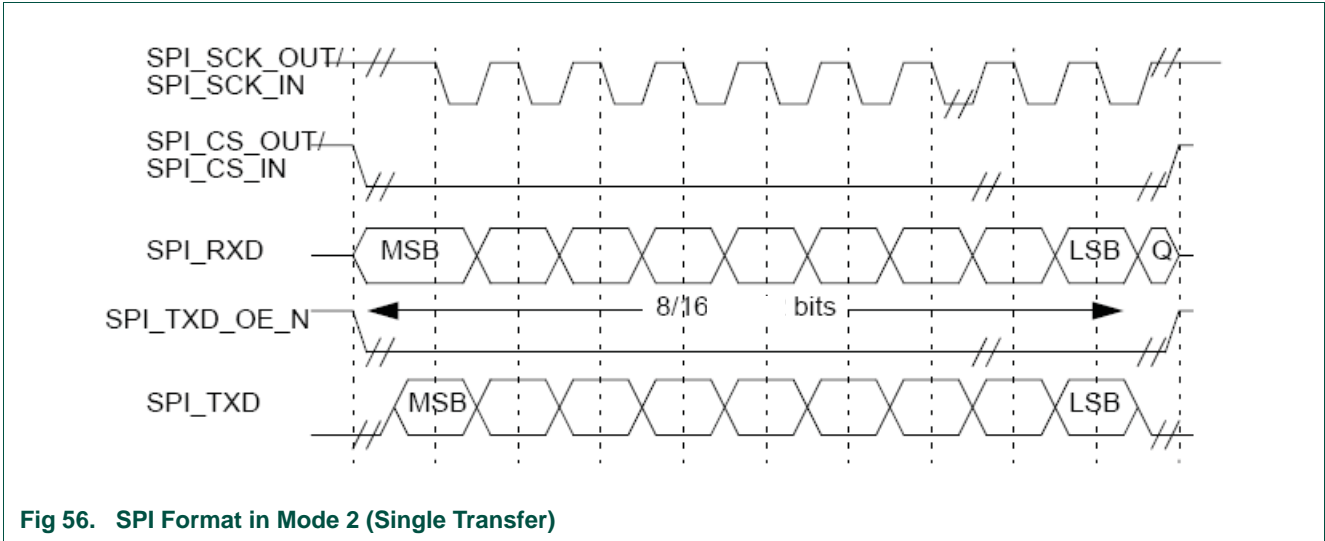 SPI_SCK_OUT/
SPI_SCK_IN
SPI_CS_OUT/
SPI_CS_IN
SPI_RXD MSB LSB Q
8/16 bits
SPI_TXD_OE_N
SPI_TXD MSB LSB
Fig 56. SPI Format in Mode 2 (Single Transfer)